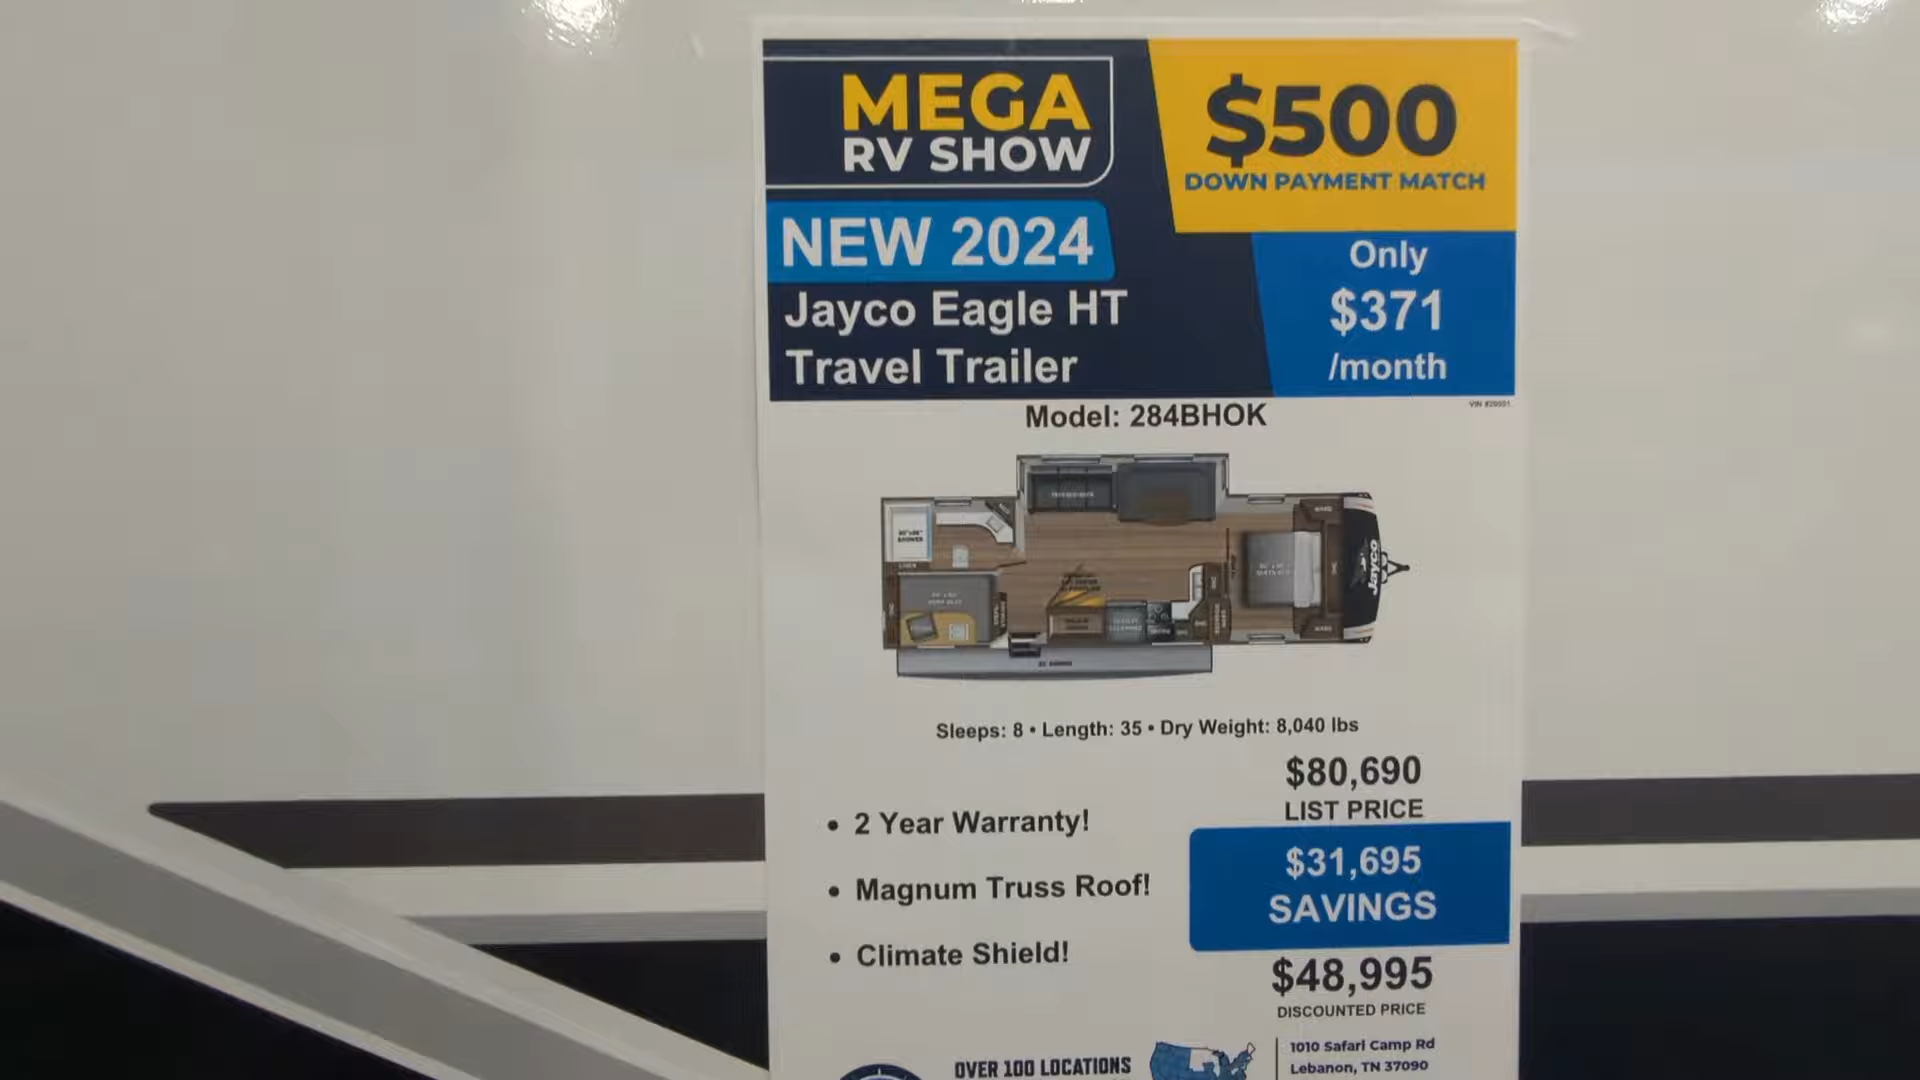 MEGA
RV SHOW
$500
DOWN PAYMENT MATCH
NEW 2024
Jayco Eagle HT
Travel Trailer
Only
$371
/month
Model: 284BHOK
SHOWER
LINEN
Jayco
Sleeps: 8 • Length: 35 • Dry Weight: 8,040 lbs
• 2 Year Warranty!
• Magnum Truss Roof!
• Climate Shield!
$80,690
LIST PRICE
$31,695
SAVINGS
$48,995
DISCOUNTED PRICE
OVER 100 LOCATIONS
1010 Safari Camp Rd
Lebanon, TN 37090